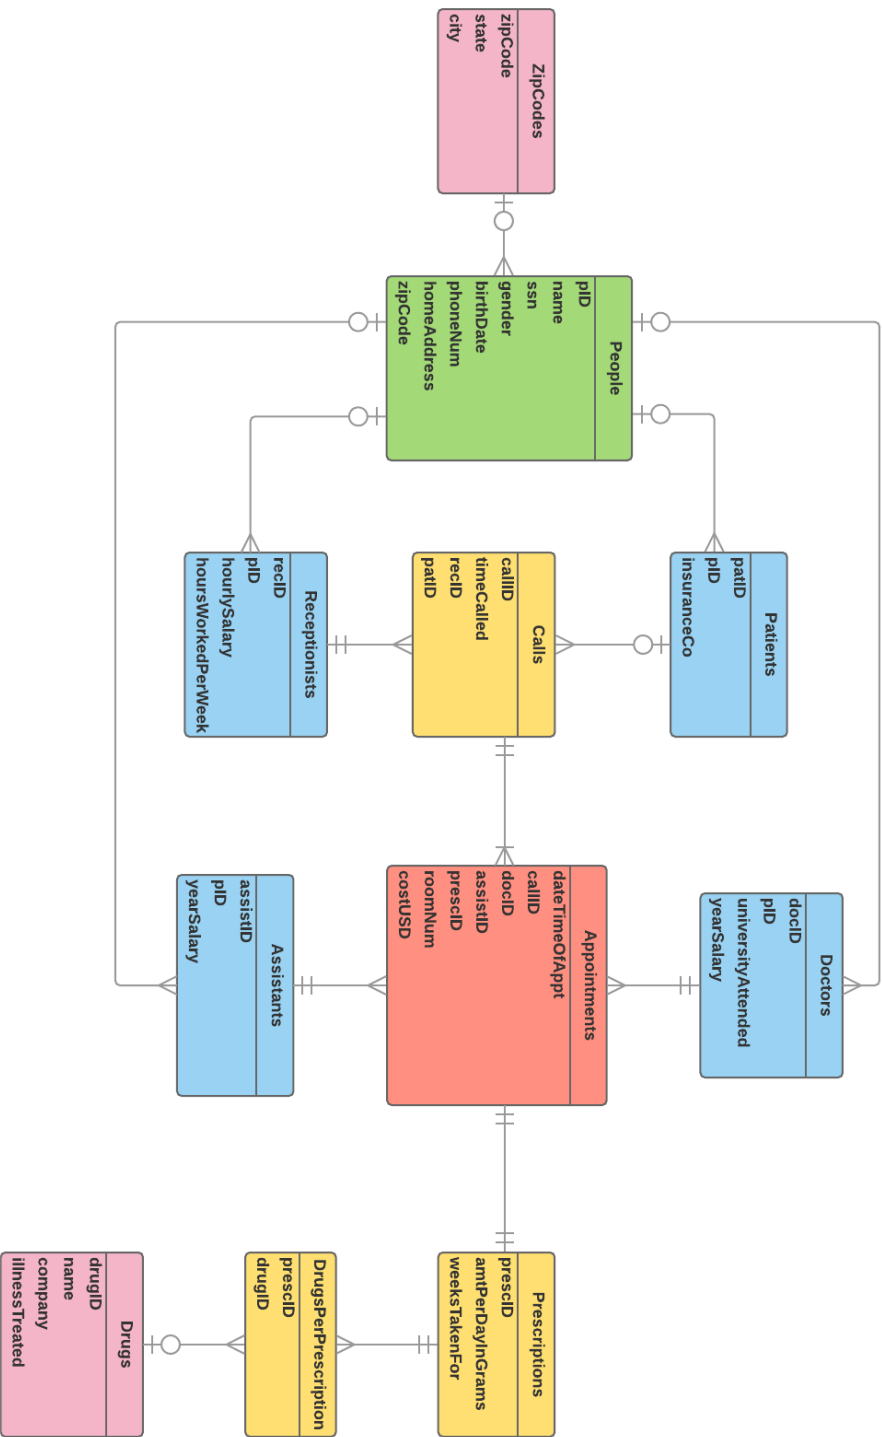 ZipCodes
zipCode
state
city
People
pID
name
ssn
gender
birthDate
phoneNum
homeAddress
zipCode
Patients
patID
pID
insuranceCo
Calls
callID
timeCalled
recID
patID
Receptionists
recID
pID
hourlySalary
hoursWorkedPerWeek
Doctors
docID
pID
universityAttended
yearSalary
Appointments
dateTimeOfAppt
callID
docID
assistID
prescID
roomNum
costUSD
Assistants
assistID
pID
yearSalary
Prescriptions
prescID
amtPerDayInGrams
weeksTakenFor
DrugsPerPrescription
prescID
drugID
Drugs
drugID
name
company
illnessTreated